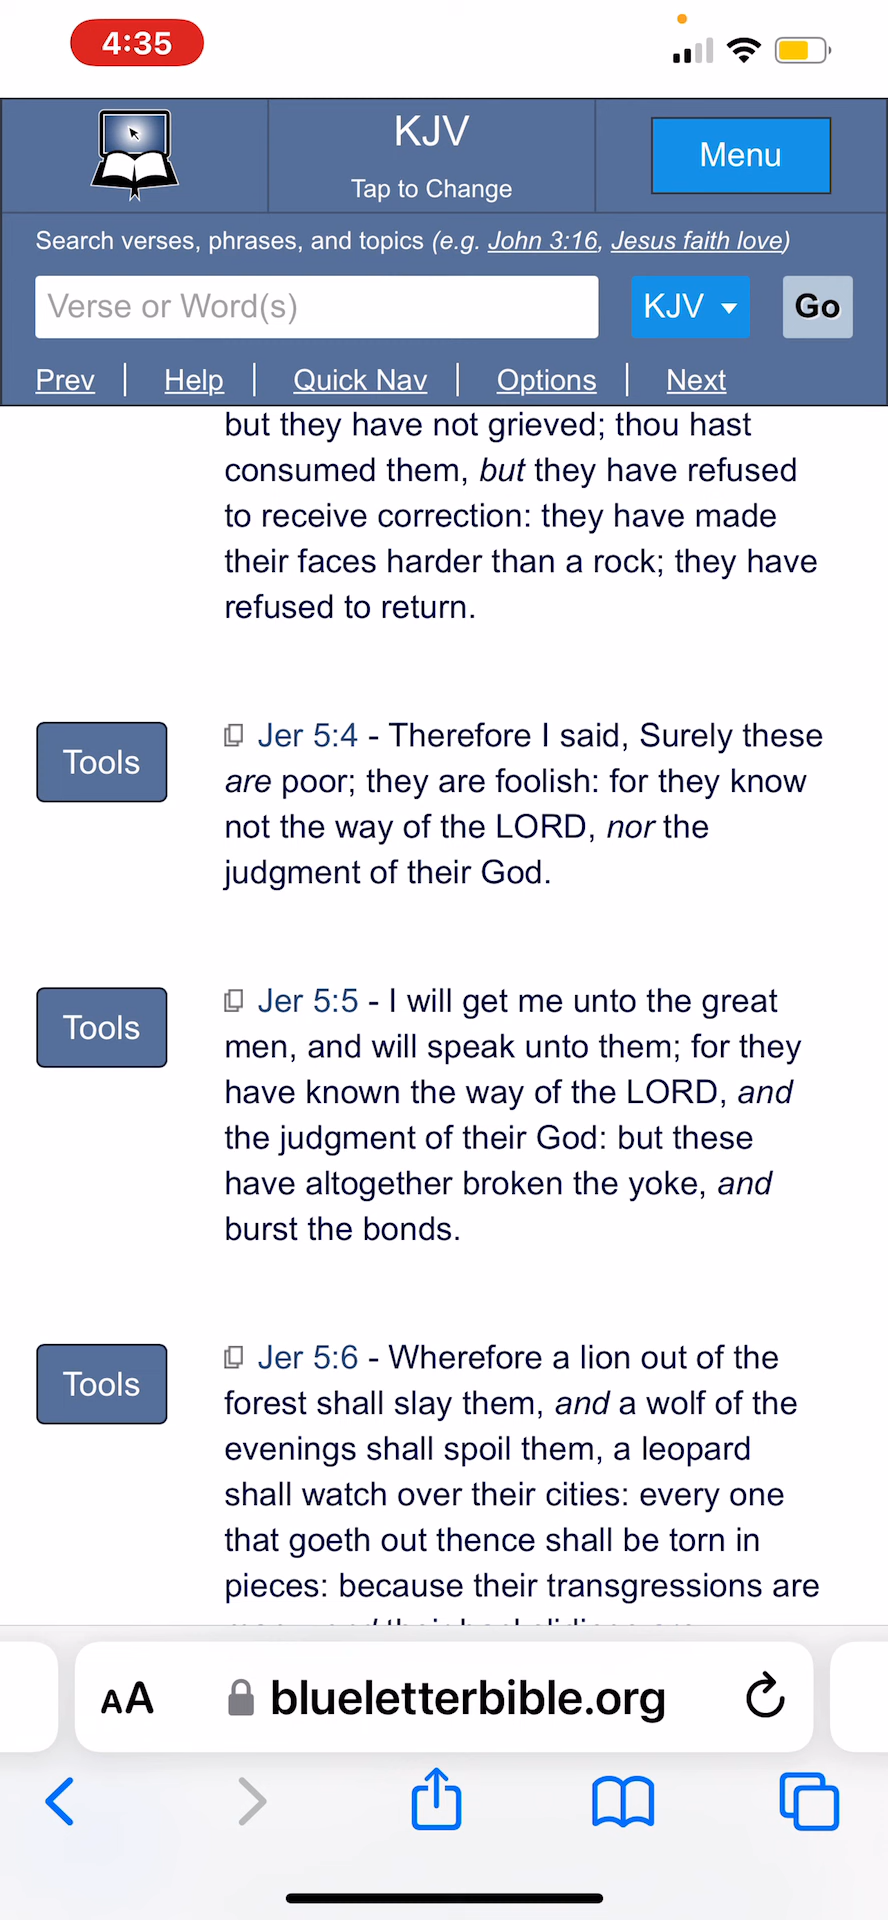 4:35
KJV
Tap to Change
Menu
Search verses, phrases, and topics (e.g. John 3:16, Jesus faith love)
Verse or Word(s)
KJV
Go
Prev | Help | Quick Nav | Options | Next
but they have not grieved; thou hast
consumed them, but they have refused
to receive correction: they have made
their faces harder than a rock; they have
refused to return.
Tools
Jer 5:4 - Therefore I said, Surely these
are poor; they are foolish: for they know
not the way of the LORD, nor the
judgment of their God.
Tools
Jer 5:5 - I will get me unto the great
men, and will speak unto them; for they
have known the way of the LORD, and
the judgment of their God: but these
have altogether broken the yoke, and
burst the bonds.
Tools
Jer 5:6 - Wherefore a lion out of the
forest shall slay them, and a wolf of the
evenings shall spoil them, a leopard
shall watch over their cities: every one
that goeth out thence shall be torn in
pieces: because their transgressions are
AA
blueletterbible.org